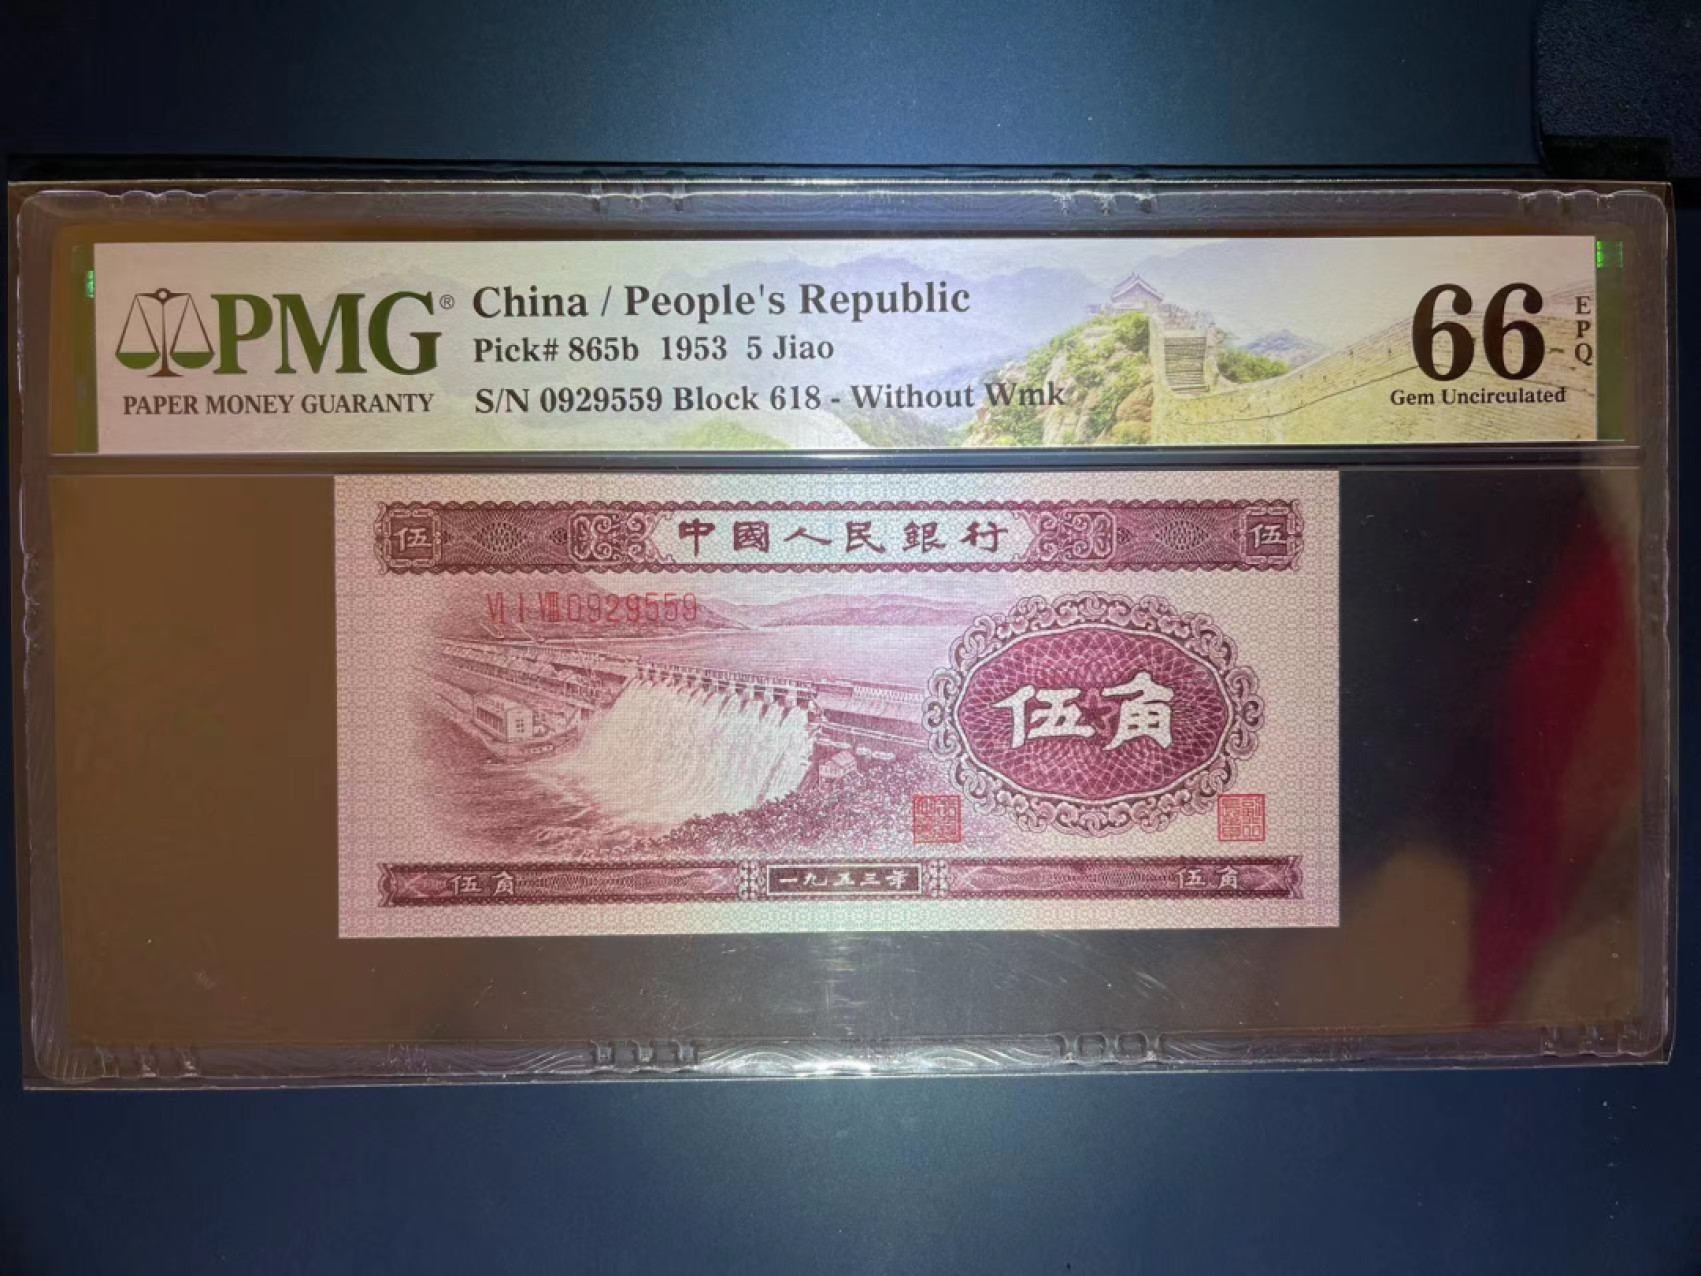 PMG®
PAPER MONEY GUARANTY
China / People's Republic
Pick# 865b 1953 5 Jiao
S/N 0929559 Block 618 - Without Wmk
66 EPQ
Gem Uncirculated
伍 中國人民銀行 伍
VI I VIII 0929559
伍角
伍角 一九五三年 伍角